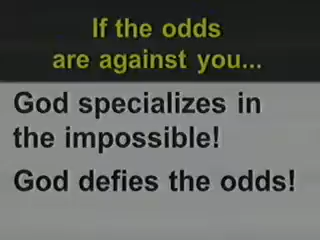 If the odds
are against you...
God specializes in
the impossible!
God defies the odds!